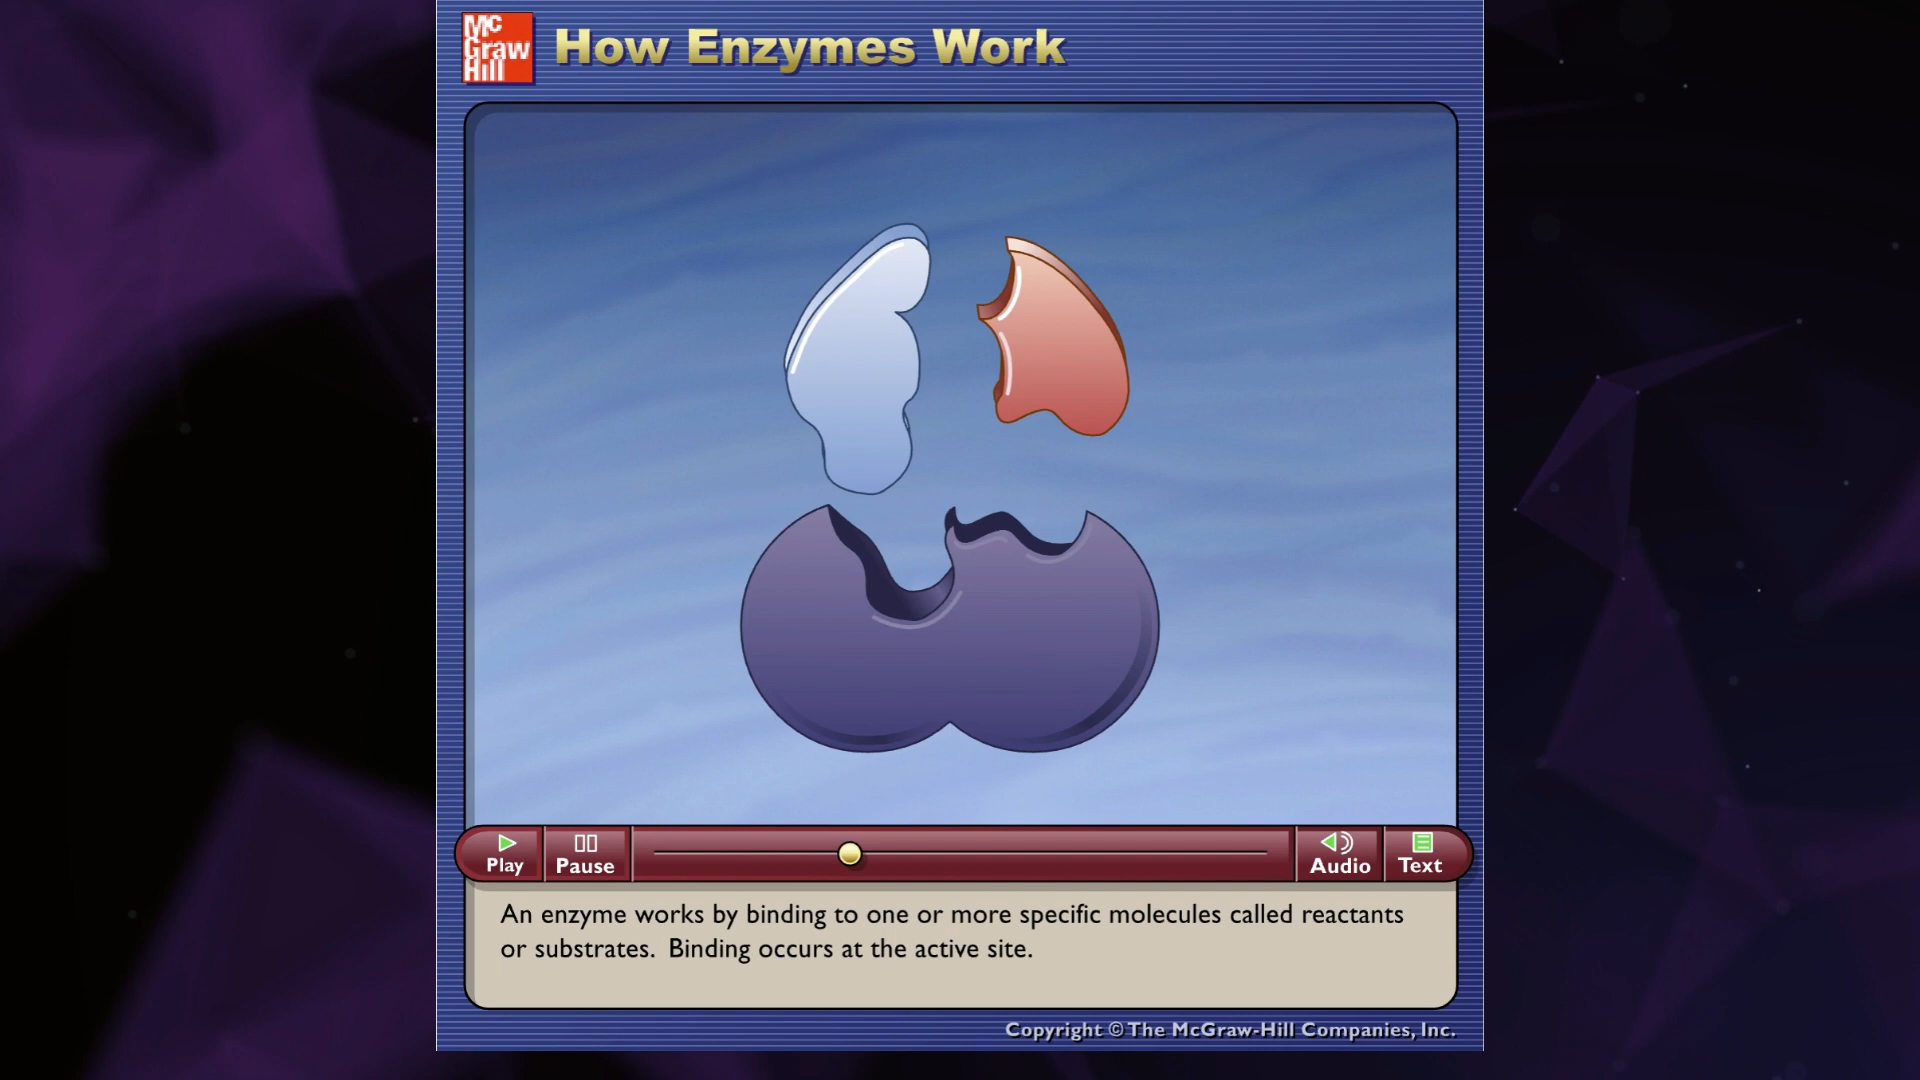 Mc
Graw
Hill
How Enzymes Work
Play
Pause
Audio
Text
An enzyme works by binding to one or more specific molecules called reactants
or substrates. Binding occurs at the active site.
Copyright © The McGraw-Hill Companies, Inc.